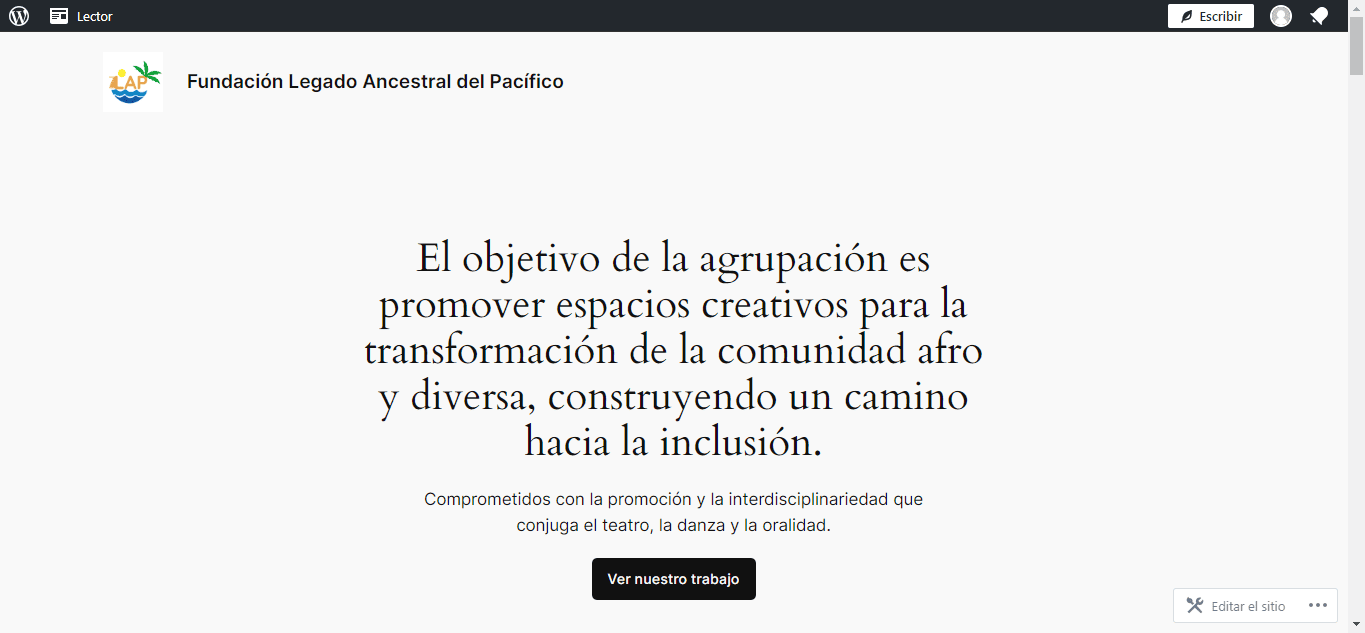 Lector
Escribir
LAP
Fundación Legado Ancestral del Pacífico
El objetivo de la agrupación es
promover espacios creativos para la
transformación de la comunidad afro
y diversa, construyendo un camino
hacia la inclusión.
Comprometidos con la promoción y la interdisciplinariedad que
conjuga el teatro, la danza y la oralidad.
Ver nuestro trabajo
Editar el sitio